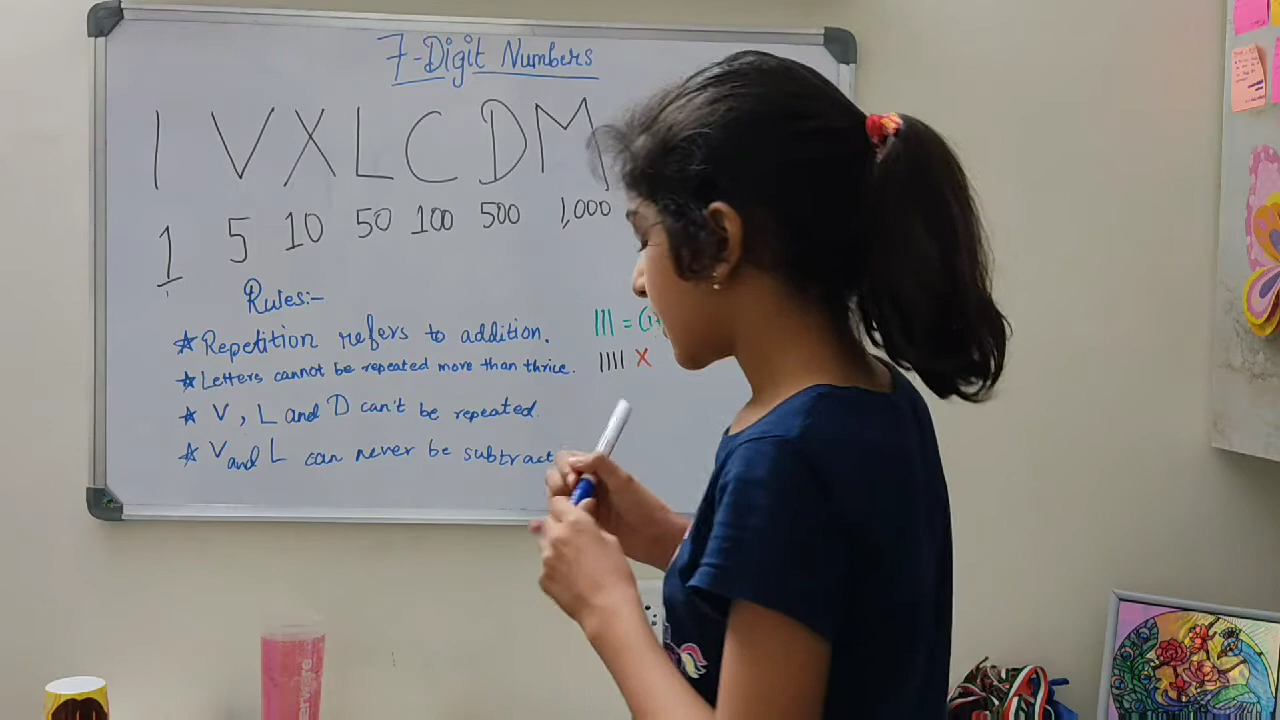 7-Digit Numbers
I V X L C D M
1 5 10 50 100 500 1,000
Rules:-
★ Repetition refers to addition. III = (1+
★ Letters cannot be repeated more than thrice. IIII X
★ V, L and D can't be repeated.
★ V and L can never be subtract